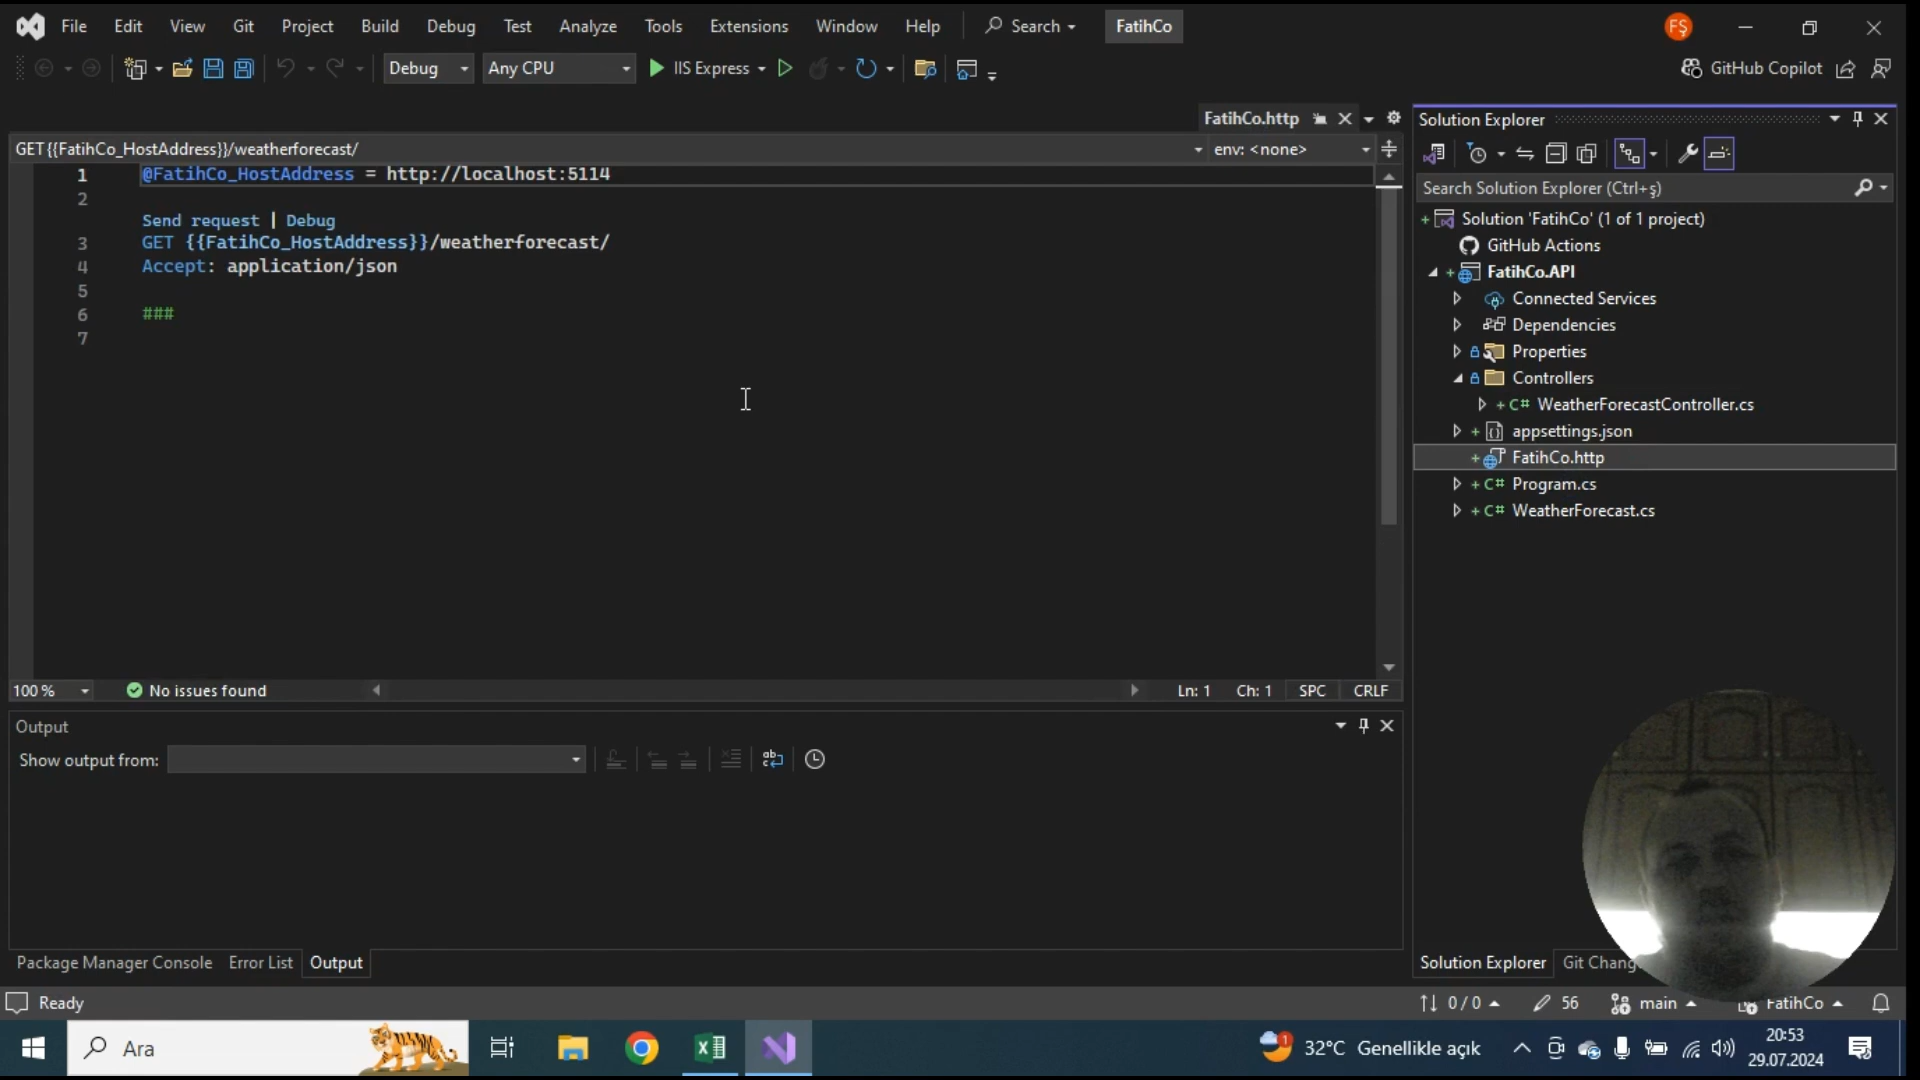 File Edit View Git Project Build Debug Test Analyze Tools Extensions Window Help Search FatihCo FŞ
Debug Any CPU IIS Express GitHub Copilot
FatihCo.http
GET {{FatihCo_HostAddress}}/weatherforecast/ env: <none>
1 @FatihCo_HostAddress = http://localhost:5114
2
Send request | Debug
3 GET {{FatihCo_HostAddress}}/weatherforecast/
4 Accept: application/json
5
6 ###
7
100 % No issues found Ln: 1 Ch: 1 SPC CRLF
Output
Show output from:
Package Manager Console Error List Output
Solution Explorer
Search Solution Explorer (Ctrl+ş)
Solution 'FatihCo' (1 of 1 project)
GitHub Actions
FatihCo.API
Connected Services
Dependencies
Properties
Controllers
C# WeatherForecastController.cs
appsettings.json
FatihCo.http
C# Program.cs
C# WeatherForecast.cs
Solution Explorer Git Chang
Ready 0 / 0 56 main FatihCo
Ara 1 32°C Genellikle açık 20:53
29.07.2024